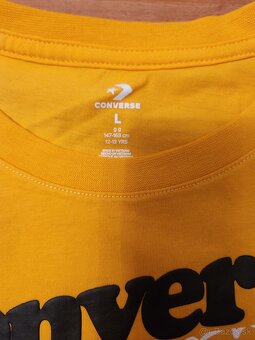 CONVERSE
L
147-163 cm
12-13 YRS
onver